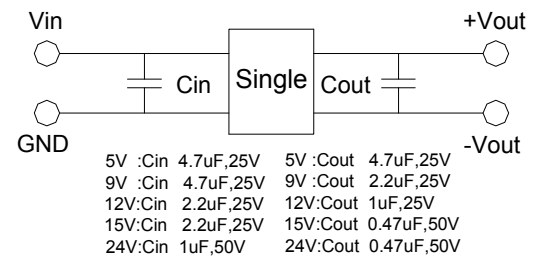 Vin +Vout
Cin Single Cout
GND -Vout
5V :Cin 4.7uF,25V 5V :Cout 4.7uF,25V
9V :Cin 4.7uF,25V 9V :Cout 2.2uF,25V
12V:Cin 2.2uF,25V 12V:Cout 1uF,25V
15V:Cin 2.2uF,25V 15V:Cout 0.47uF,50V
24V:Cin 1uF,50V 24V:Cout 0.47uF,50V